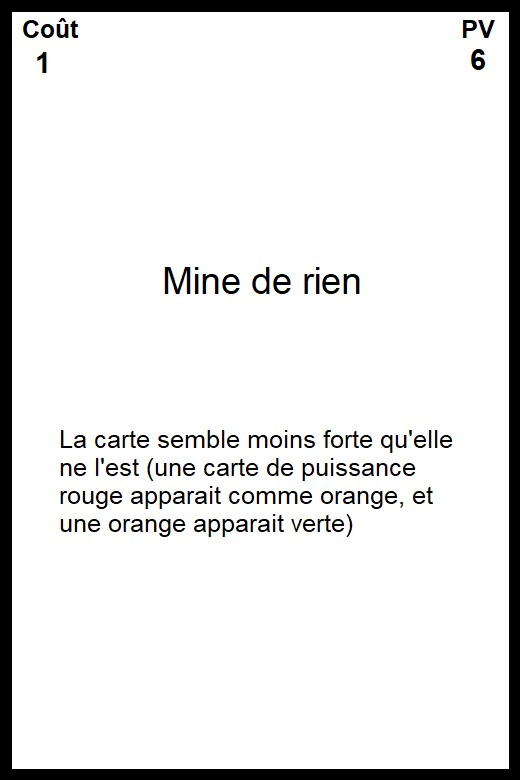 Coût PV
1 6
Mine de rien
La carte semble moins forte qu'elle
ne l'est (une carte de puissance
rouge apparait comme orange, et
une orange apparait verte)